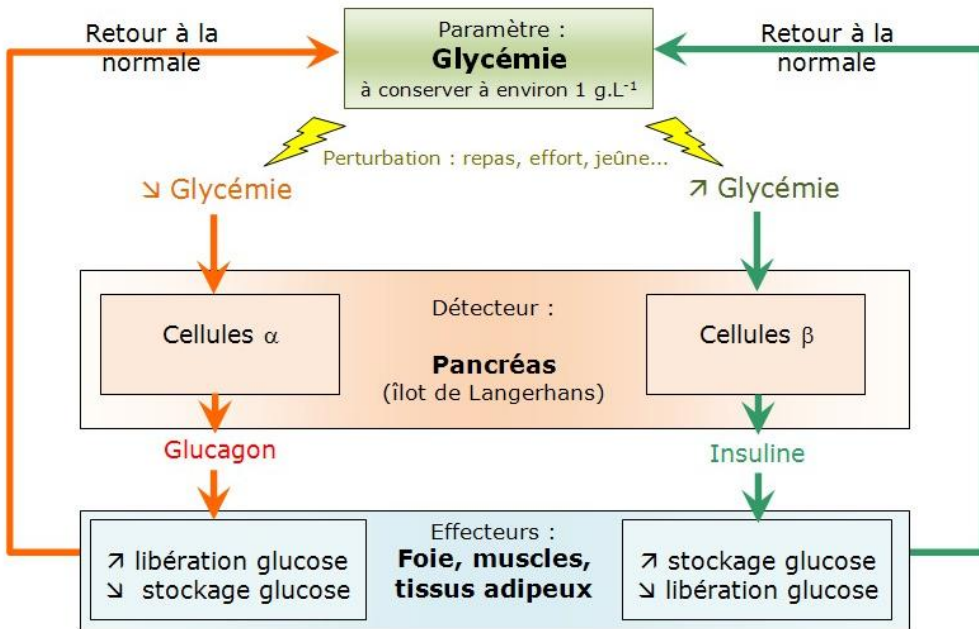 Retour à la
normale
Paramètre :
Glycémie
à conserver à environ 1 g.L⁻¹
Retour à la
normale
Perturbation : repas, effort, jeûne...
↘ Glycémie
↗ Glycémie
Cellules α
Détecteur :
Pancréas
(îlot de Langerhans)
Cellules β
Glucagon
Insuline
Effecteurs :
Foie, muscles,
tissus adipeux
↗ libération glucose
↘ stockage glucose
↗ stockage glucose
↘ libération glucose